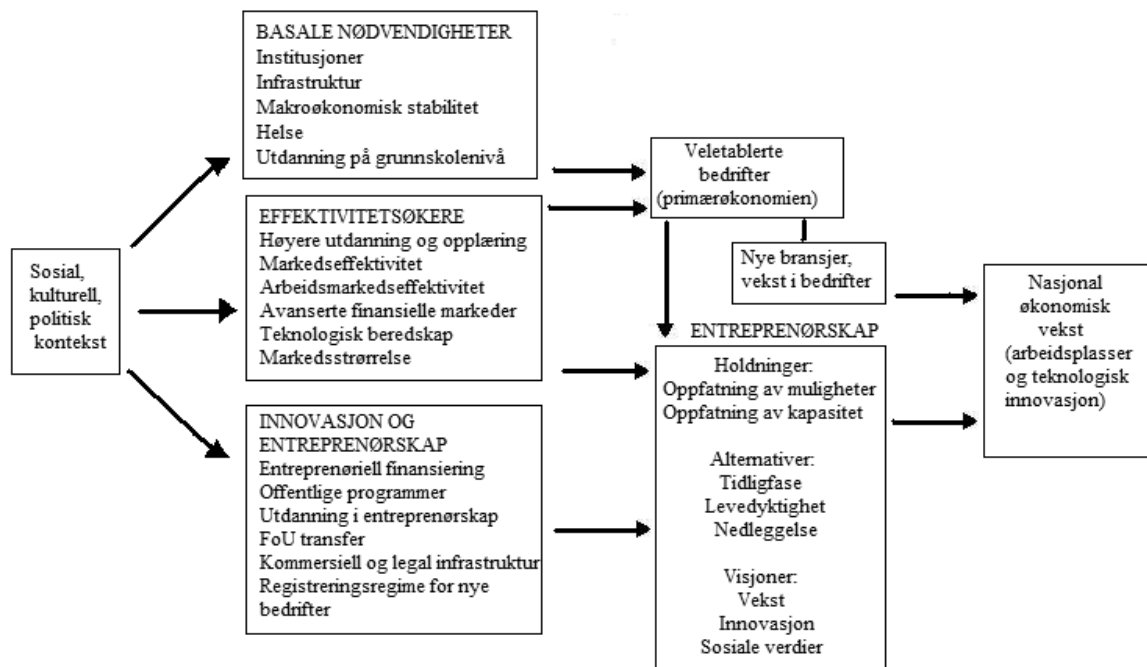 Sosial,
kulturell,
politisk
kontekst
BASALE NØDVENDIGHETER
Institusjoner
Infrastruktur
Makroøkonomisk stabilitet
Helse
Utdanning på grunnskolenivå
EFFEKTIVITETSØKERE
Høyere utdanning og opplæring
Markedseffektivitet
Arbeidsmarkedseffektivitet
Avanserte finansielle markeder
Teknologisk beredskap
Markedsstrørrelse
INNOVASJON OG
ENTREPRENØRSKAP
Entreprenøriell finansiering
Offentlige programmer
Utdanning i entreprenørskap
FoU transfer
Kommersiell og legal infrastruktur
Registreringsregime for nye
bedrifter
Veletablerte
bedrifter
(primærøkonomien)
Nye bransjer,
vekst i bedrifter
ENTREPRENØRSKAP
Holdninger:
Oppfatning av muligheter
Oppfatning av kapasitet
Alternativer:
Tidligfase
Levedyktighet
Nedleggelse
Visjoner:
Vekst
Innovasjon
Sosiale verdier
Nasjonal
økonomisk
vekst
(arbeidsplasser
og teknologisk
innovasjon)